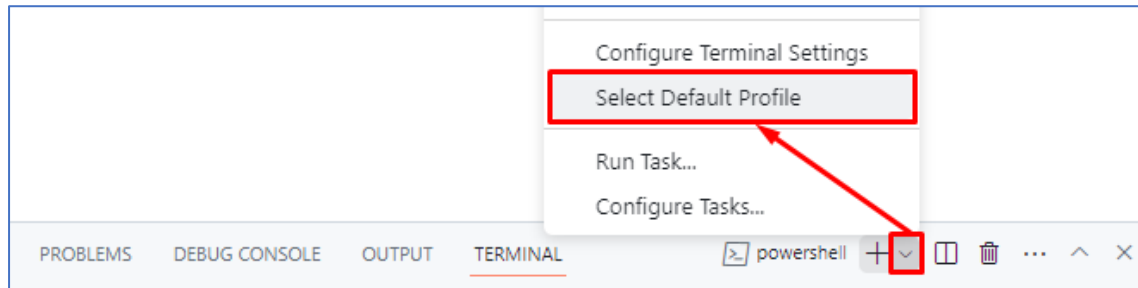 Configure Terminal Settings
Select Default Profile
Run Task...
Configure Tasks...
PROBLEMS DEBUG CONSOLE OUTPUT TERMINAL powershell